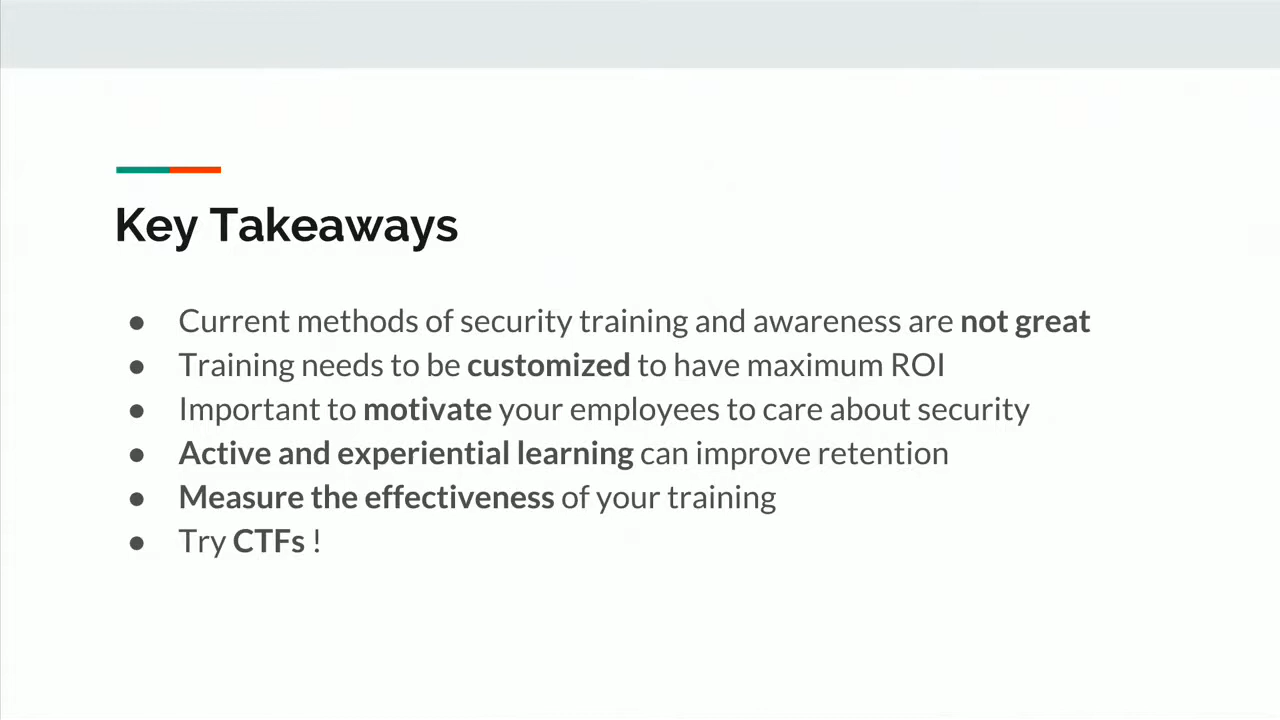 Key Takeaways
● Current methods of security training and awareness are not great
● Training needs to be customized to have maximum ROI
● Important to motivate your employees to care about security
● Active and experiential learning can improve retention
● Measure the effectiveness of your training
● Try CTFs !